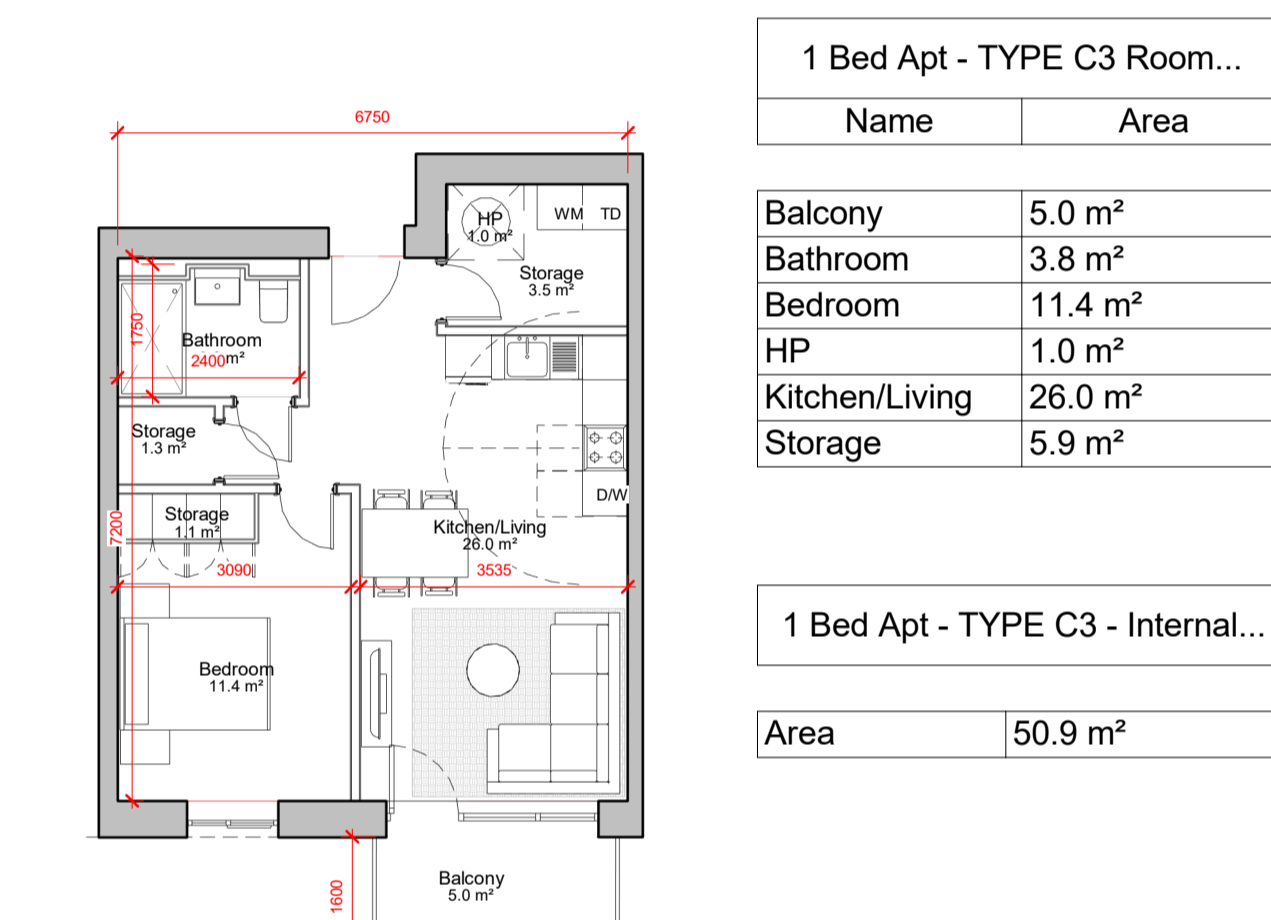 6750
HP
1.0 m²
WM TD
Storage
3.5 m²
1750
Bathroom
2400 m²
Storage
1.3 m²
D/W
Storage
1.1 m²
7200
Kitchen/Living
26.0 m²
3090
3535
Bedroom
11.4 m²
Balcony
5.0 m²
1600
1 Bed Apt - TYPE C3 Room...
Name Area
Balcony 5.0 m²
Bathroom 3.8 m²
Bedroom 11.4 m²
HP 1.0 m²
Kitchen/Living 26.0 m²
Storage 5.9 m²
1 Bed Apt - TYPE C3 - Internal...
Area 50.9 m²